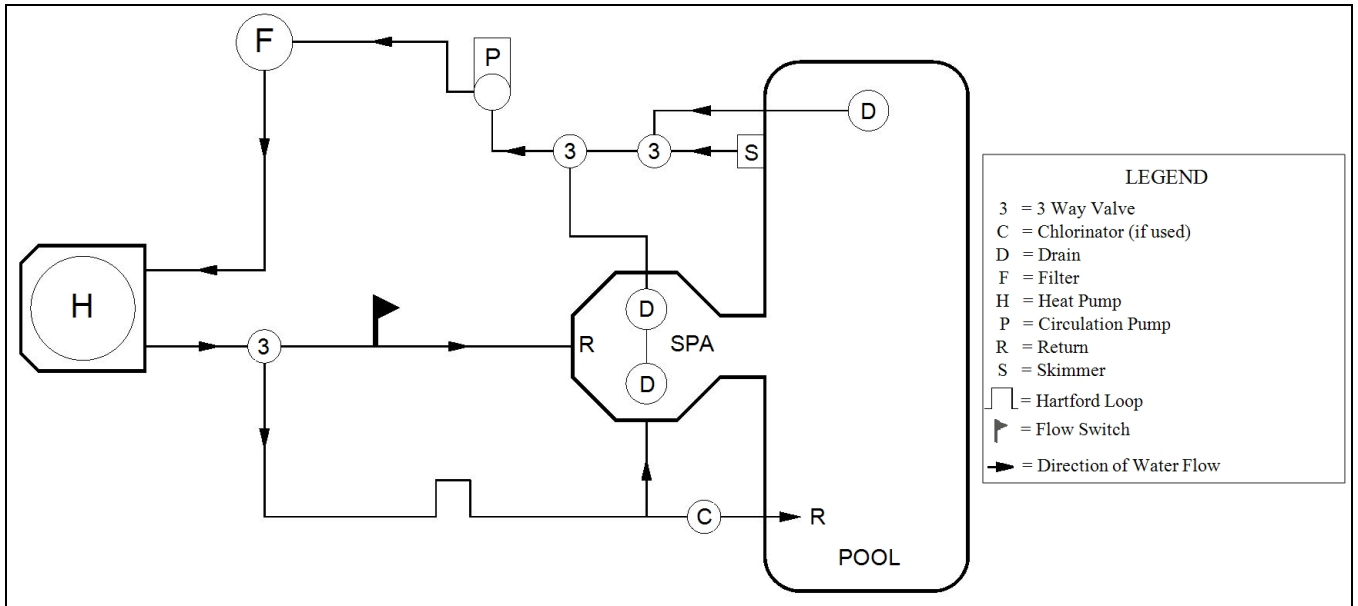 F
P
D
3
3
S
H
D
R
SPA
3
D
C
R
POOL
LEGEND
3 = 3 Way Valve
C = Chlorinator (if used)
D = Drain
F = Filter
H = Heat Pump
P = Circulation Pump
R = Return
S = Skimmer
= Hartford Loop
= Flow Switch
= Direction of Water Flow